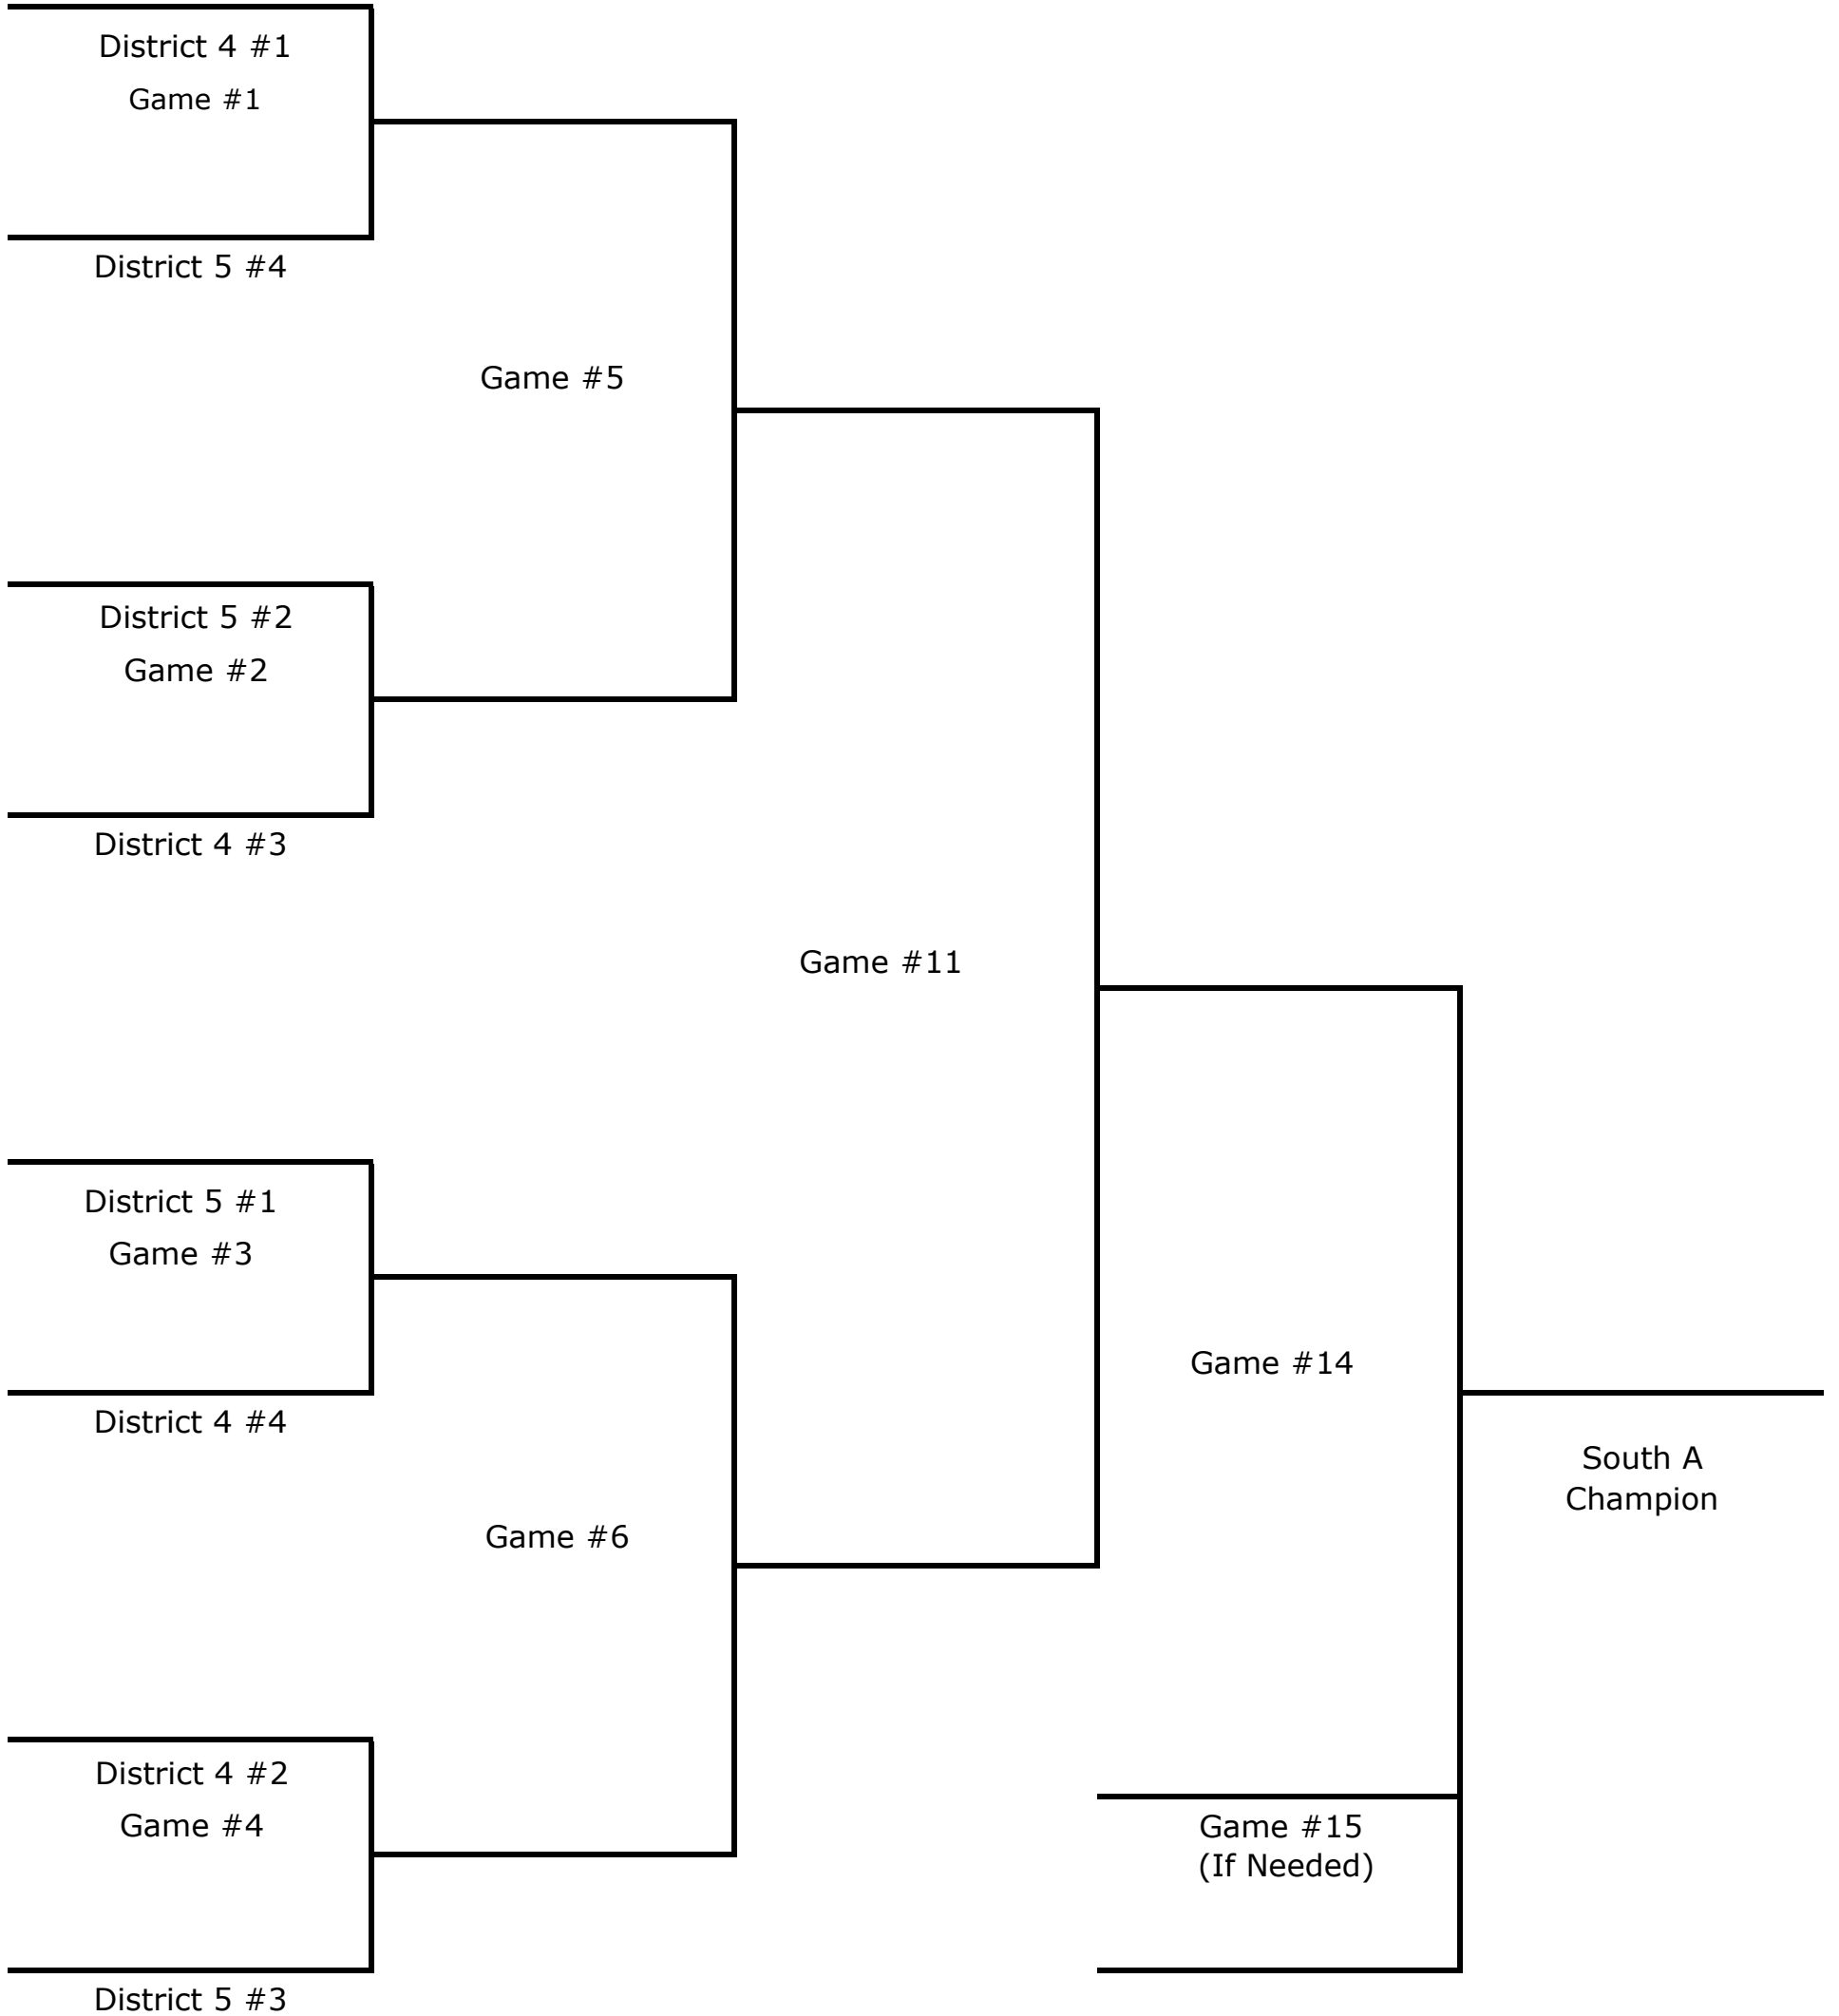 District 4 #1
Game #1
District 5 #4
Game #5
District 5 #2
Game #2
District 4 #3
Game #11
District 5 #1
Game #3
Game #14
District 4 #4
South A
Champion
Game #6
District 4 #2
Game #4
Game #15
(If Needed)
District 5 #3